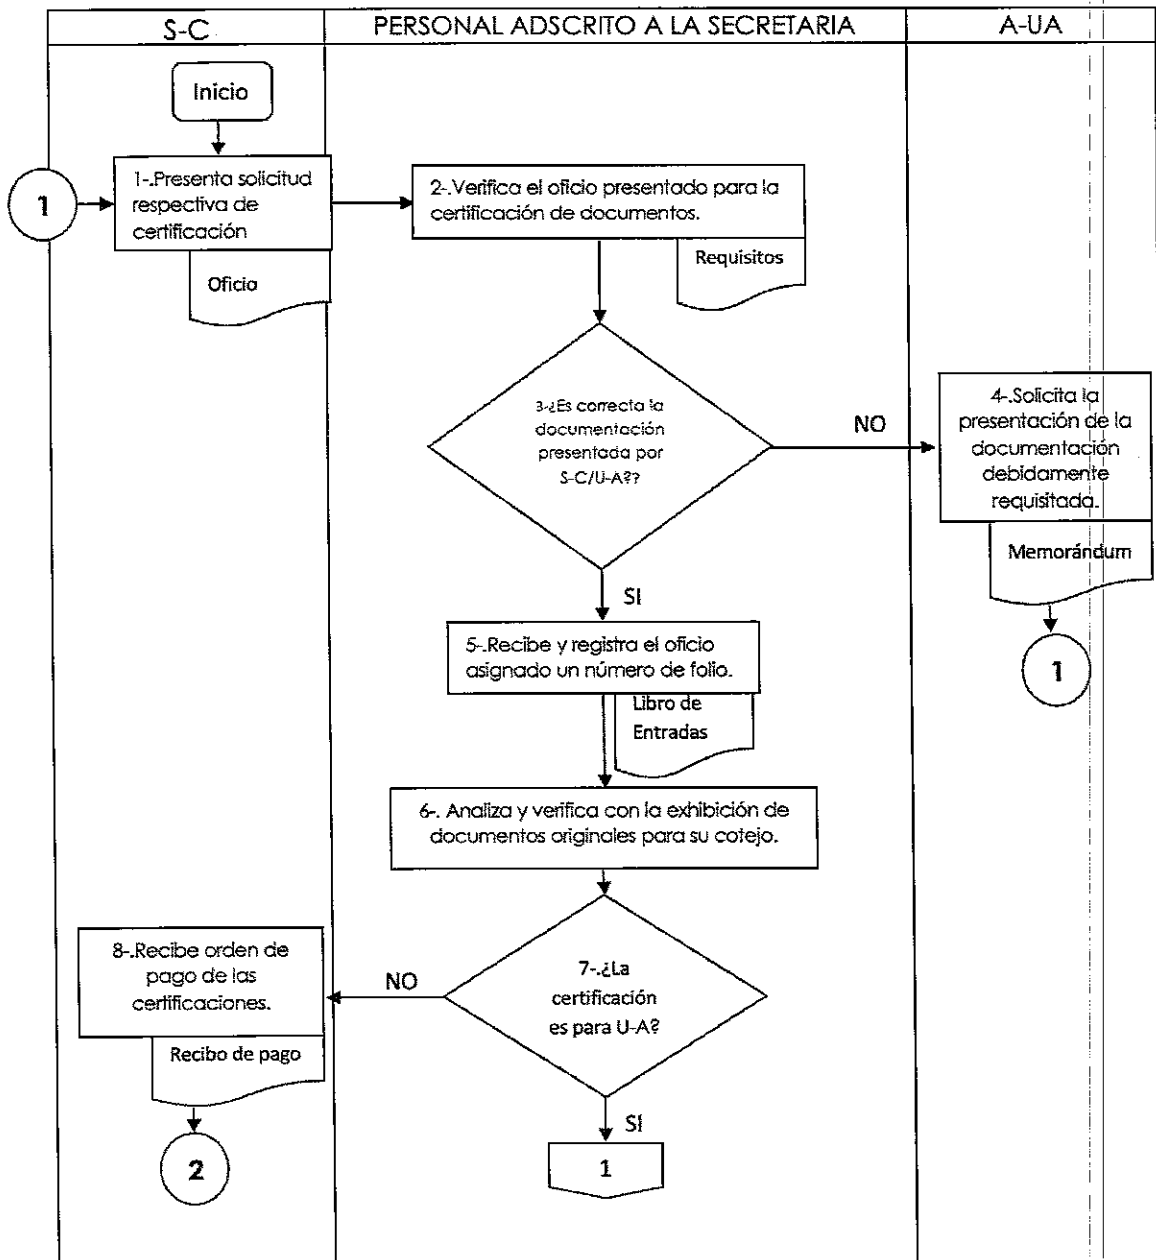 S-C
PERSONAL ADSCRITO A LA SECRETARIA
A-UA
Inicio
1
1-.Presenta solicitud
respectiva de
certificación
Oficio
2-.Verifica el oficio presentado para la
certificación de documentos.
Requisitos
3-¿Es correcta la
documentación
presentada por
S-C/U-A??
NO
4-.Solicita la
presentación de la
documentación
debidamente
requisitada.
Memorándum
1
SI
5-.Recibe y registra el oficio
asignado un número de folio.
Libro de
Entradas
6-. Analiza y verifica con la exhibición de
documentos originales para su cotejo.
7-.¿La
certificación
es para U-A?
NO
8-.Recibe orden de
pago de las
certificaciones.
Recibo de pago
2
SI
1